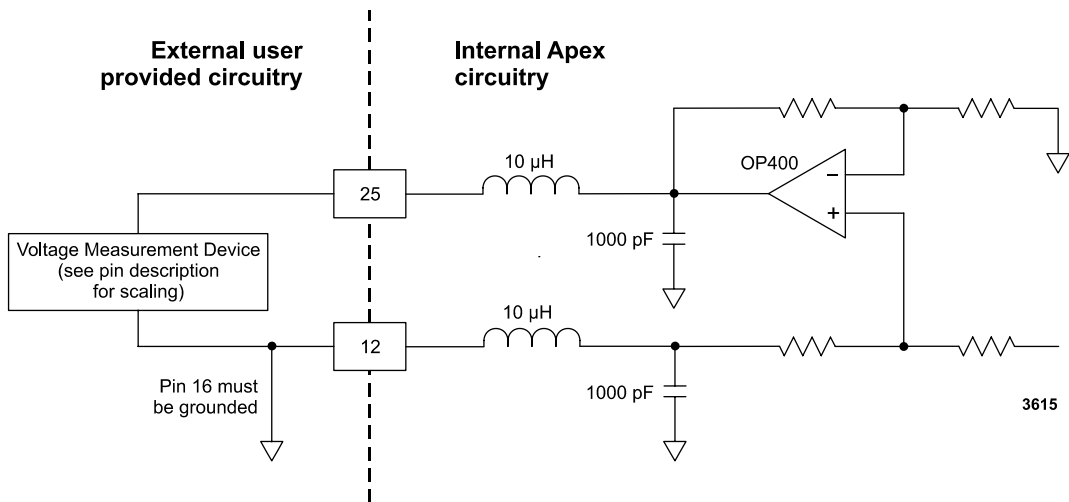 External user
provided circuitry
Internal Apex
circuitry
OP400
10 µH
25
−
+
1000 pF
Voltage Measurement Device
(see pin description
for scaling)
10 µH
12
Pin 16 must
be grounded
1000 pF
3615